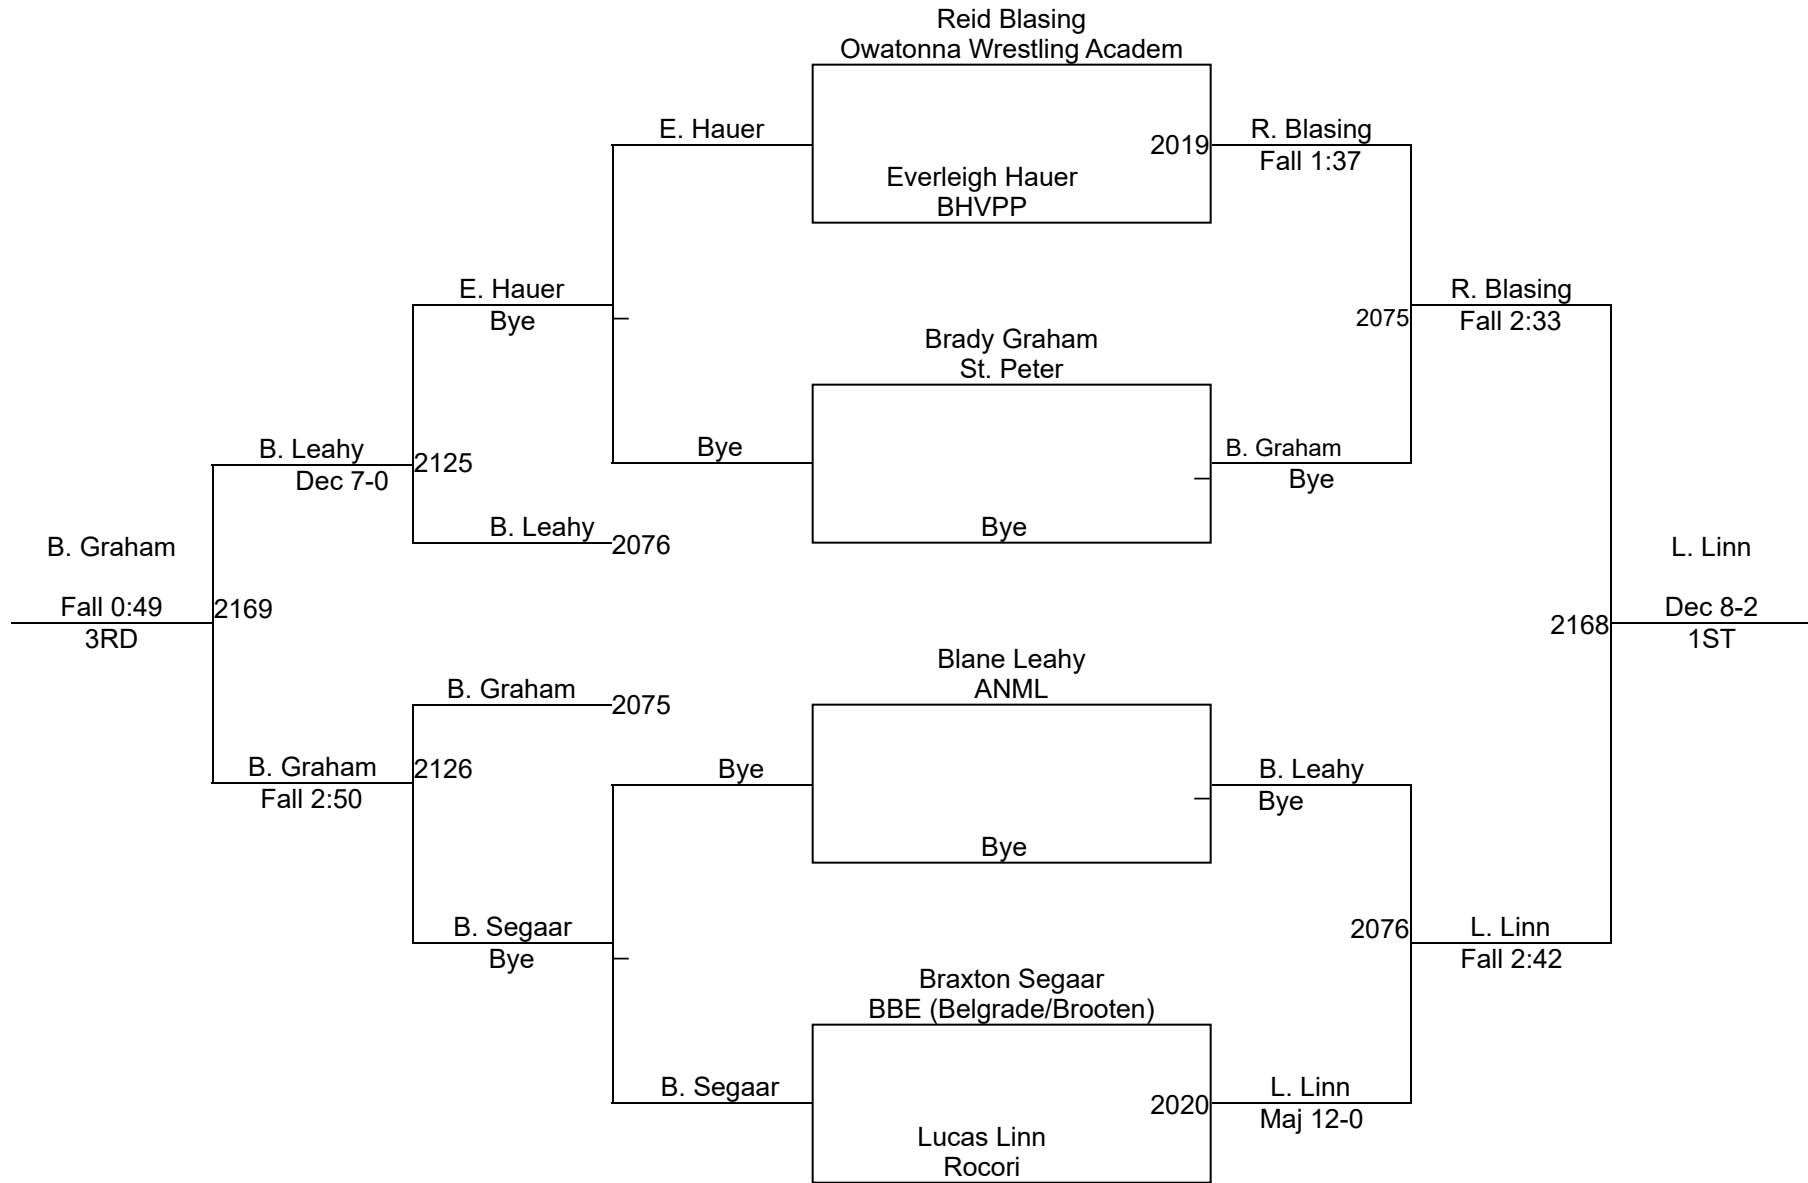 Reid Blasing
Owatonna Wrestling Academ
E. Hauer
2019
R. Blasing
Fall 1:37
Everleigh Hauer
BHVPP
E. Hauer
Bye
R. Blasing
Fall 2:33
2075
Brady Graham
St. Peter
B. Leahy
Dec 7-0
2125
Bye
B. Graham
Bye
B. Leahy
2076
Bye
B. Graham
Fall 0:49
3RD
2169
L. Linn
Dec 8-2
1ST
2168
Blane Leahy
ANML
B. Graham
2075
B. Graham
Fall 2:50
2126
Bye
B. Leahy
Bye
Bye
B. Segaar
Bye
2076
L. Linn
Fall 2:42
Braxton Segaar
BBE (Belgrade/Brooten)
B. Segaar
2020
L. Linn
Maj 12-0
Lucas Linn
Rocori